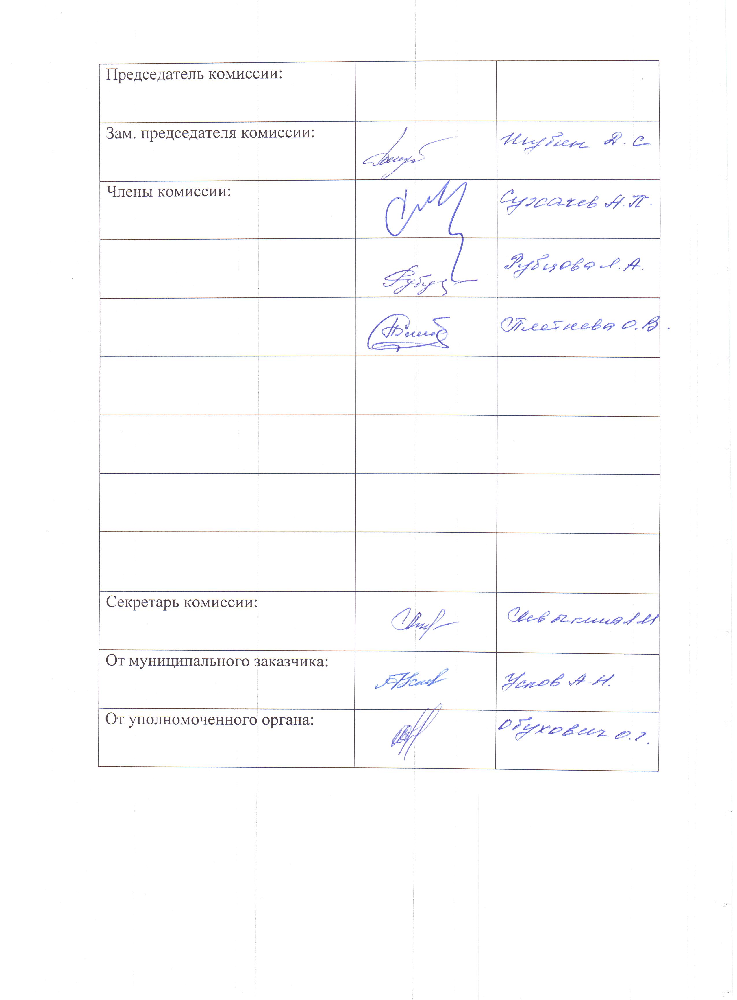 Председатель комиссии:
Зам. председателя комиссии:
Шубин Д. С
Члены комиссии:
Сухачев Н.П.
Рубцова Л.А.
Плетнева О.В.
Секретарь комиссии:
От муниципального заказчика:
Усков А.Н.
От уполномоченного органа:
Обухович О.Г.